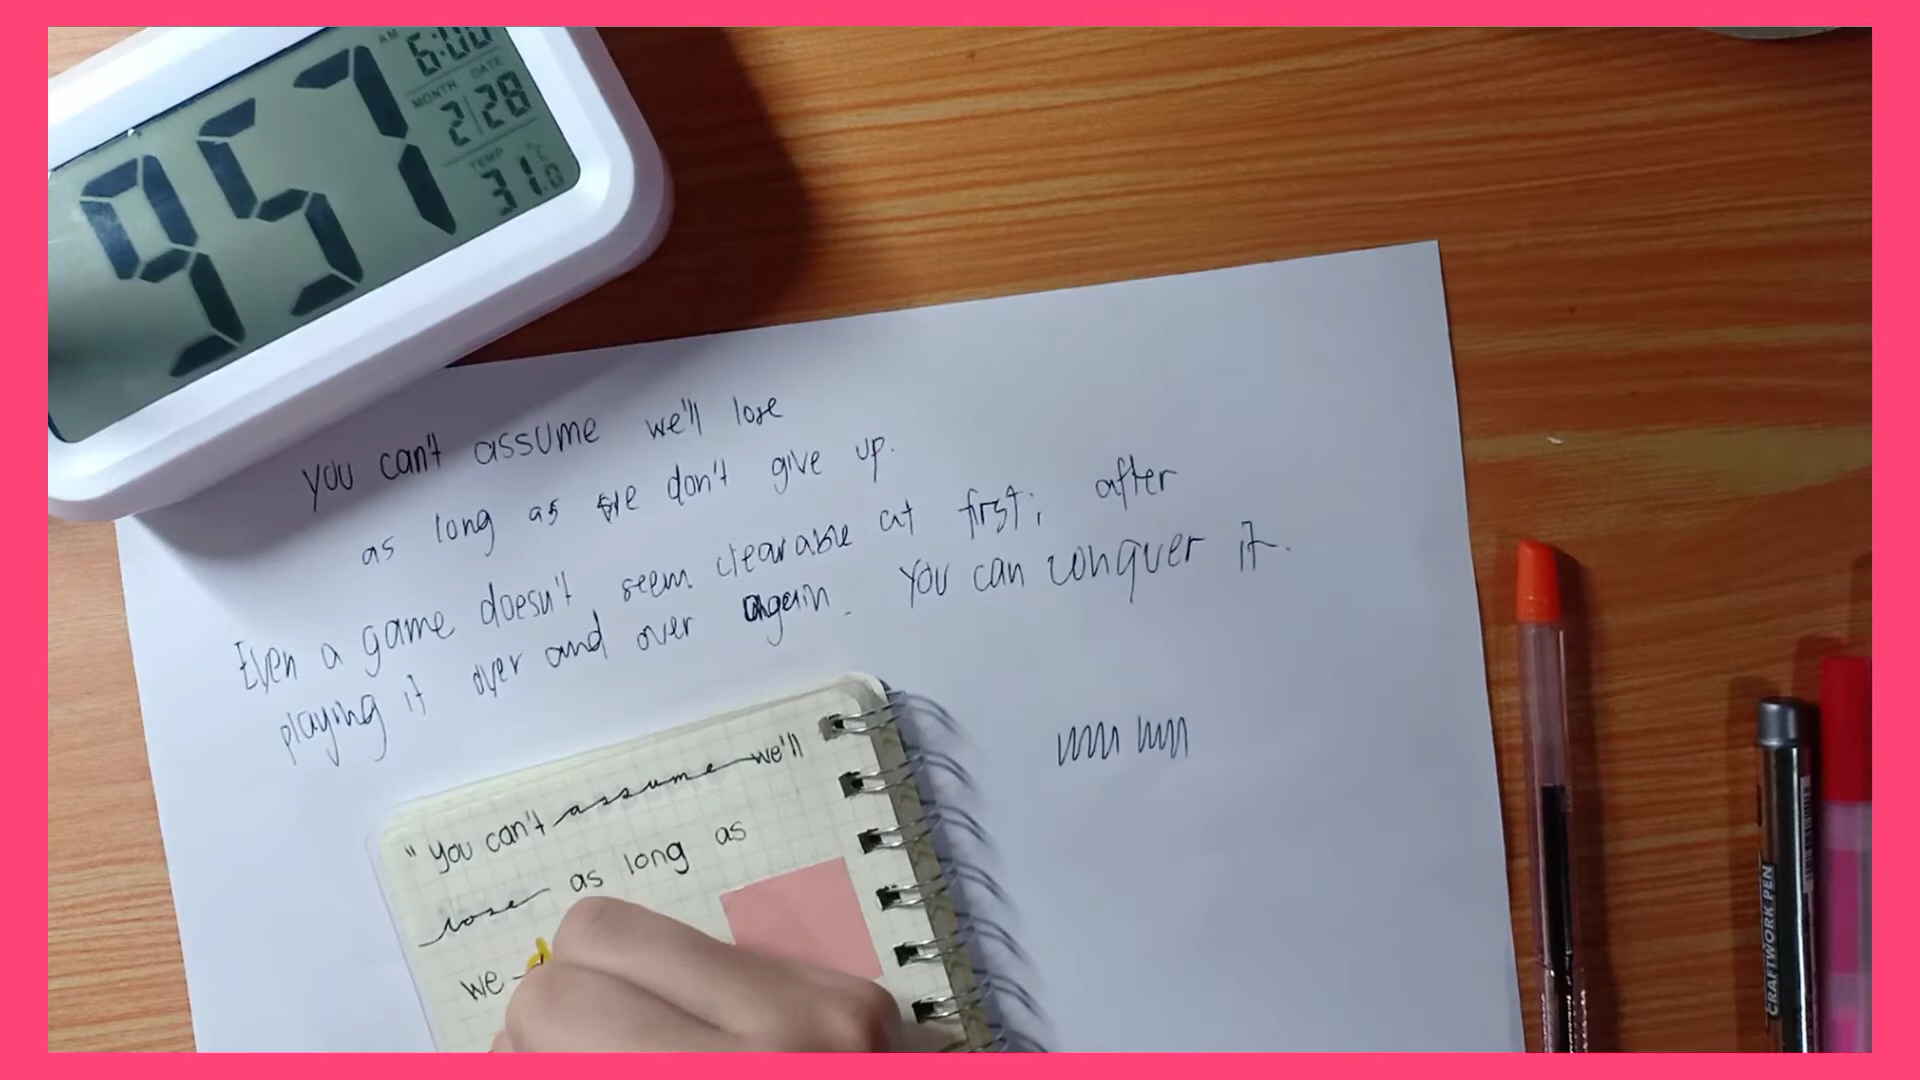 AM 6:00
957
MONTH DATE
2 28
TEMP °C
31.0
you can't assume we'll lose
as long as we don't give up.
Even a game doesn't seem clearable at first; after
playing it over and over again. You can conquer it.
"you can't assume we'll
lose as long as
we d
CRAFTWORK PEN